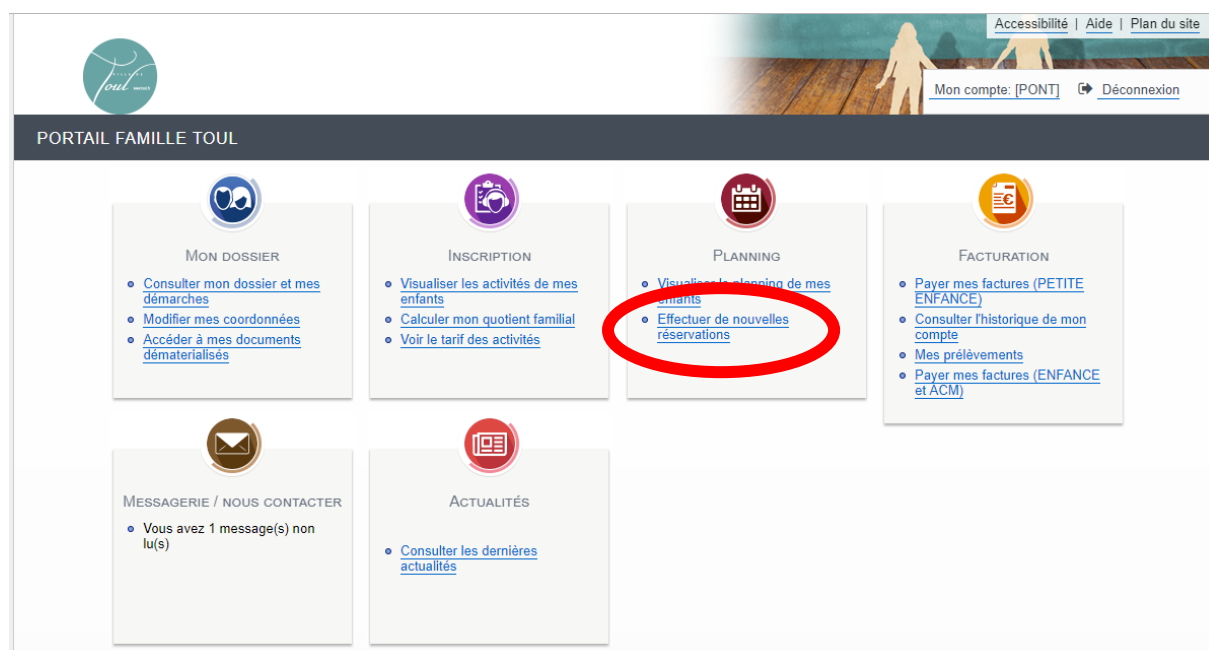 Accessibilité | Aide | Plan du site
Toul
Mon compte: [PONT] Déconnexion
PORTAIL FAMILLE TOUL
MON DOSSIER
Consulter mon dossier et mes
démarches
Modifier mes coordonnées
Accéder à mes documents
dématerialisés
INSCRIPTION
Visualiser les activités de mes
enfants
Calculer mon quotient familial
Voir le tarif des activités
PLANNING
Visualiser le planning de mes
enfants
Effectuer de nouvelles
réservations
FACTURATION
Payer mes factures (PETITE
ENFANCE)
Consulter l'historique de mon
compte
Mes prélèvements
Payer mes factures (ENFANCE
et ACM)
MESSAGERIE / NOUS CONTACTER
Vous avez 1 message(s) non
lu(s)
ACTUALITÉS
Consulter les dernières
actualités